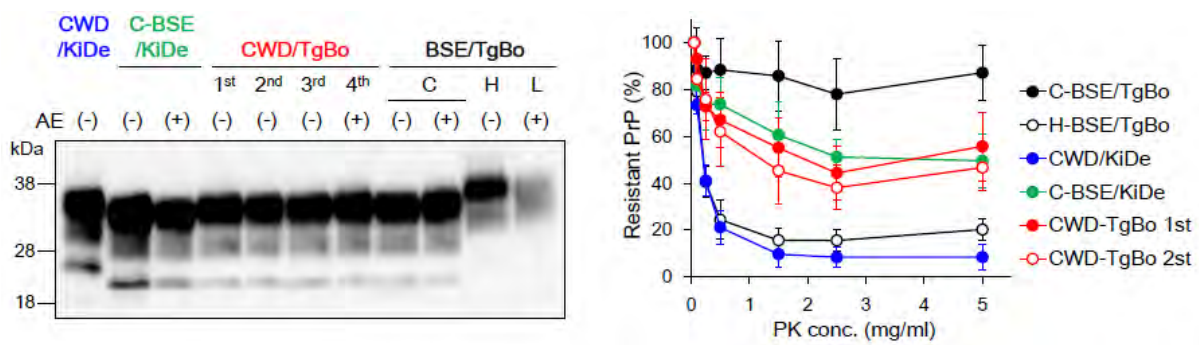 CWD C-BSE
/KiDe /KiDe CWD/TgBo BSE/TgBo
1st 2nd 3rd 4th C H L
AE (-) (-) (+) (-) (-) (-) (+) (-) (+) (-) (+)
kDa
38
28
18
Resistant PrP (%)
100
80
60
40
20
0
0 1 2 3 4 5
PK conc. (mg/ml)
C-BSE/TgBo
H-BSE/TgBo
CWD/KiDe
C-BSE/KiDe
CWD-TgBo 1st
CWD-TgBo 2st